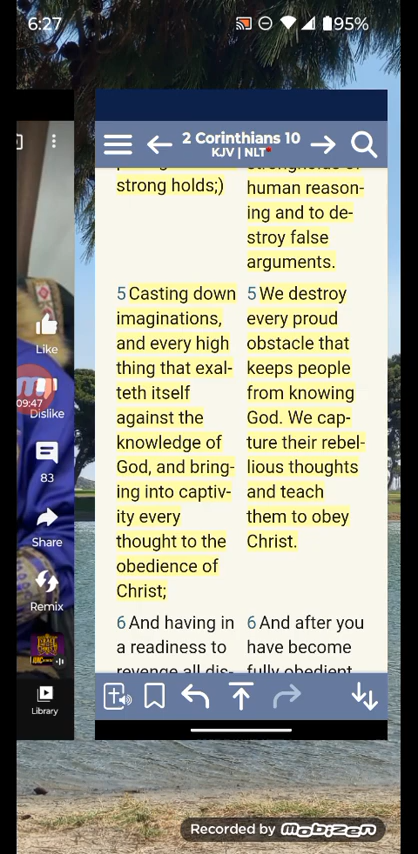 6:27
95%
2 Corinthians 10
KJV | NLT
strong holds;)
human reason-
ing and to de-
stroy false
arguments.
5 Casting down
imaginations,
and every high
thing that exal-
teth itself
against the
knowledge of
God, and bring-
ing into captiv-
ity every
thought to the
obedience of
Christ;
5 We destroy
every proud
obstacle that
keeps people
from knowing
God. We cap-
ture their rebel-
lious thoughts
and teach
them to obey
Christ.
6 And having in
a readiness to
revenge all dis-
6 And after you
have become
fully obedient
Like
09:47
Dislike
83
Share
Remix
Library
Recorded by mobizen